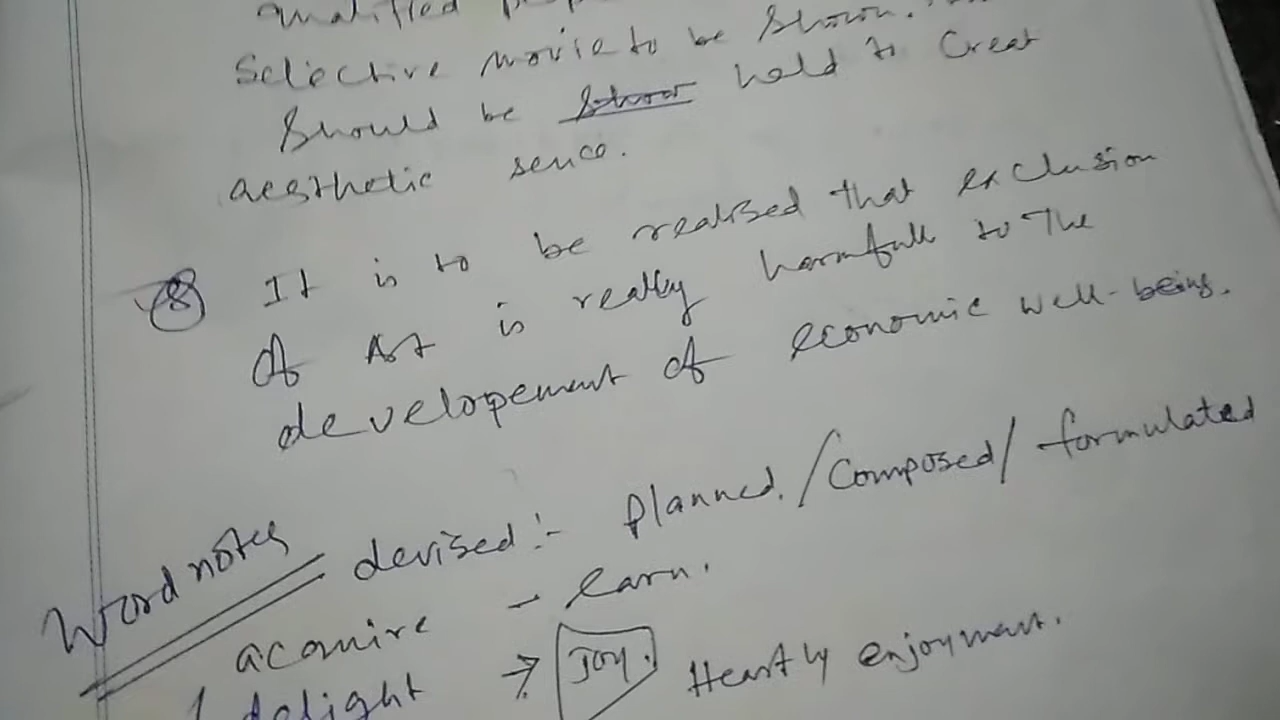 Selective movie to be shown.
Should be show held to creat
aesthetic sence.
8 It is to be realised that exclusion
of Art is really harmfull to the
developement of economic well-being.
Word notes
devised :- planned./composed/formulated
acquire - earn.
delight → Joy. Heartly enjoyment.